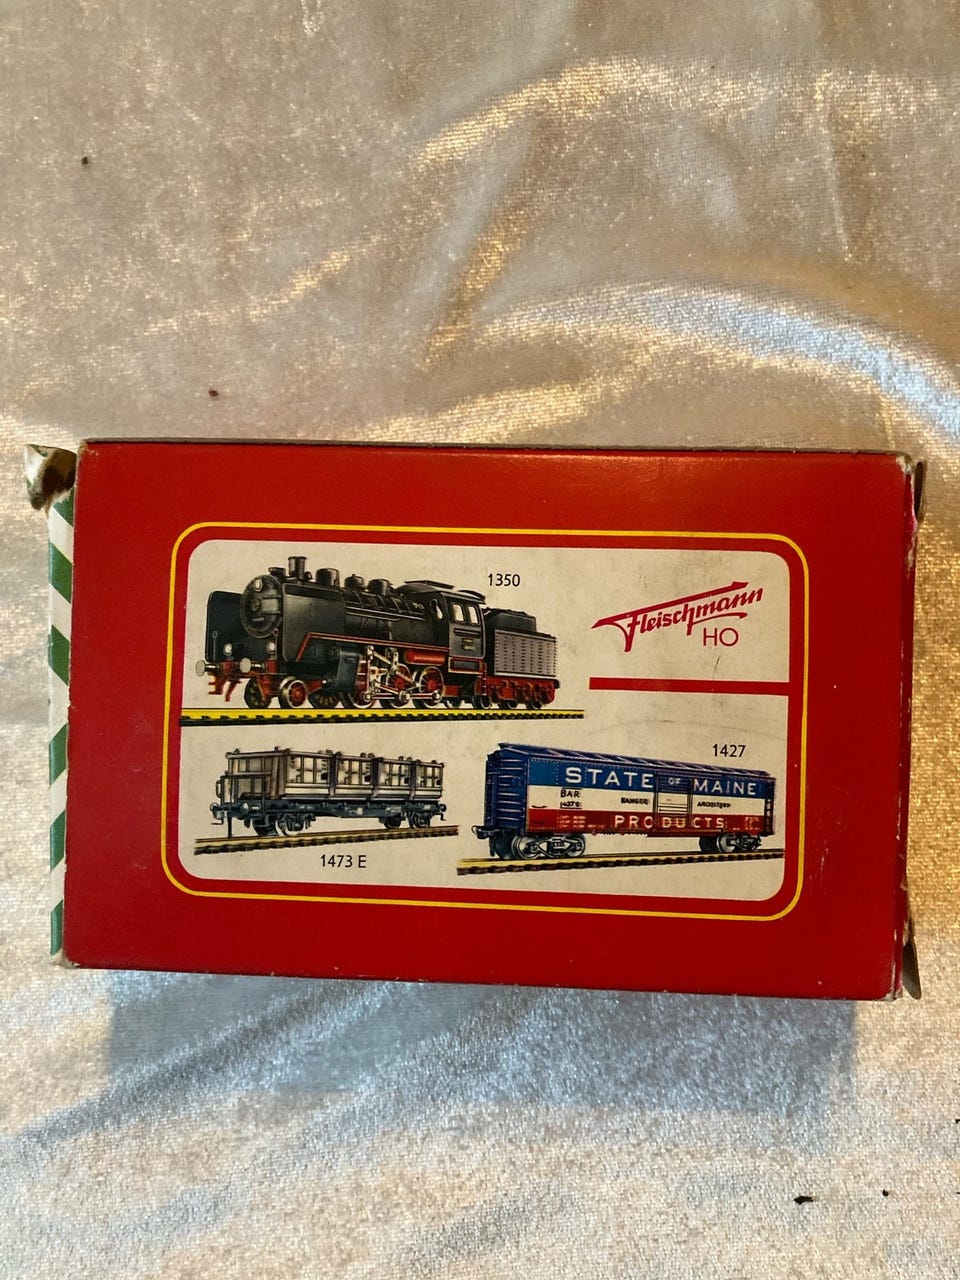 1350
Fleischmann
HO
1427
STATE OF MAINE
BAR
BANGOR
AROOSTOOK
PRODUCTS
1473 E